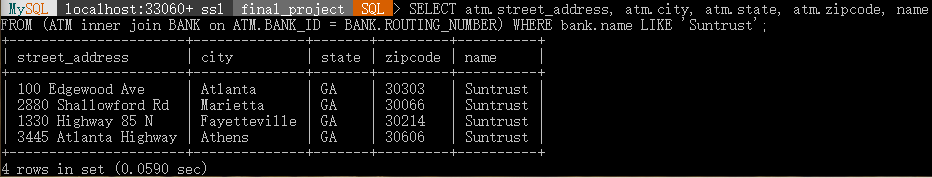 MySQL localhost:33060+ ssl final_project SQL > SELECT atm.street_address, atm.city, atm.state, atm.zipcode, name
FROM (ATM inner join BANK on ATM.BANK_ID = BANK.ROUTING_NUMBER) WHERE bank.name LIKE 'Suntrust';
+----------------------+--------------+-------+---------+----------+
| street_address | city | state | zipcode | name |
+----------------------+--------------+-------+---------+----------+
| 100 Edgewood Ave | Atlanta | GA | 30303 | Suntrust |
| 2880 Shallowford Rd | Marietta | GA | 30066 | Suntrust |
| 1330 Highway 85 N | Fayetteville | GA | 30214 | Suntrust |
| 3445 Atlanta Highway | Athens | GA | 30606 | Suntrust |
+----------------------+--------------+-------+---------+----------+
4 rows in set (0.0590 sec)